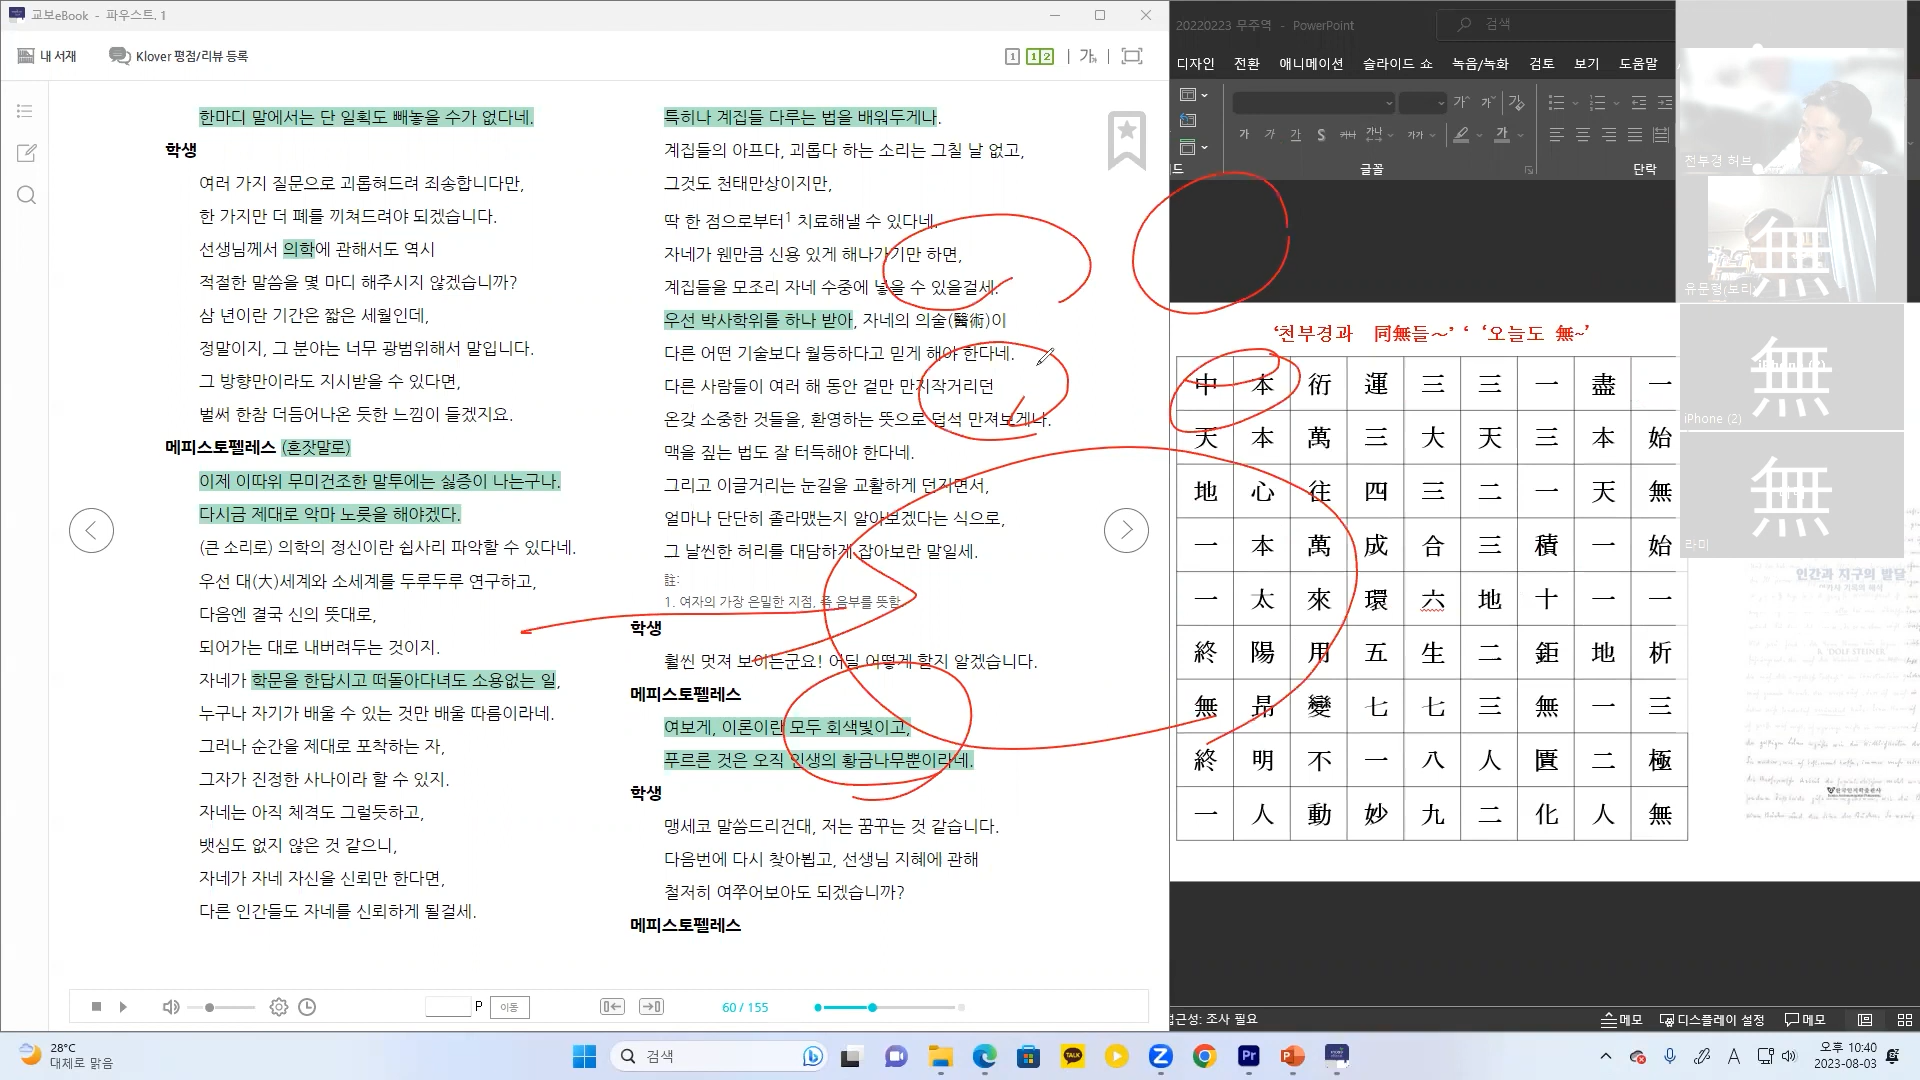 교보eBook - 파우스트. 1
내 서재
Klover 평점/리뷰 등록
한마디 말에서는 단 일획도 빼놓을 수가 없다네.
학생
여러 가지 질문으로 괴롭혀드려 죄송합니다만,
한 가지만 더 폐를 끼쳐드려야 되겠습니다.
선생님께서 의학에 관해서도 역시
적절한 말씀을 몇 마디 해주시지 않겠습니까?
삼 년이란 기간은 짧은 세월인데,
정말이지, 그 분야는 너무 광범위해서 말입니다.
그 방향만이라도 지시받을 수 있다면,
벌써 한참 더듬어나온 듯한 느낌이 들겠지요.
메피스토펠레스 (혼잣말로)
이제 이따위 무미건조한 말투에는 싫증이 나는구나.
다시금 제대로 악마 노릇을 해야겠다.
(큰 소리로) 의학의 정신이란 쉽사리 파악할 수 있다네.
우선 대(大)세계와 소세계를 두루두루 연구하고,
다음엔 결국 신의 뜻대로,
되어가는 대로 내버려두는 것이지.
자네가 학문을 한답시고 떠돌아다녀도 소용없는 일,
누구나 자기가 배울 수 있는 것만 배울 따름이라네.
그러나 순간을 제대로 포착하는 자,
그자가 진정한 사나이라 할 수 있지.
자네는 아직 체격도 그럴듯하고,
뱃심도 없지 않은 것 같으니,
자네가 자네 자신을 신뢰만 한다면,
다른 인간들도 자네를 신뢰하게 될걸세.
특히나 계집들 다루는 법을 배워두게나.
계집들의 아프다, 괴롭다 하는 소리는 그칠 날 없고,
그것도 천태만상이지만,
딱 한 점으로부터1 치료해낼 수 있다네.
자네가 웬만큼 신용 있게 해나가기만 하면,
계집들을 모조리 자네 수중에 넣을 수 있을걸세.
우선 박사학위를 하나 받아, 자네의 의술(醫術)이
다른 어떤 기술보다 월등하다고 믿게 해야 한다네.
다른 사람들이 여러 해 동안 걸만 만지작거리던
온갖 소중한 것들을, 환영하는 뜻으로 덥석 만져보게나.
맥을 짚는 법도 잘 터득해야 한다네.
그리고 이글거리는 눈길을 교활하게 던지면서,
얼마나 단단히 졸라맸는지 알아보겠다는 식으로,
그 날씬한 허리를 대담하게 잡아보란 말일세.
註:
1. 여자의 가장 은밀한 지점, 즉 음부를 뜻함.
학생
훨씬 멋져 보이는군요! 어딜 어떻게 할지 알겠습니다.
메피스토펠레스
여보게, 이론이란 모두 회색빛이고,
푸르른 것은 오직 인생의 황금나무뿐이라네.
학생
맹세코 말씀드리건대, 저는 꿈꾸는 것 같습니다.
다음번에 다시 찾아뵙고, 선생님 지혜에 관해
철저히 여쭈어보아도 되겠습니까?
메피스토펠레스
P 이동
60 / 155
20220223 무주역 - PowerPoint
검색
디자인 전환 애니메이션 슬라이드 쇼 녹음/녹화 검토 보기 도움말
글꼴 단락
‘천부경과 同無들～’ ‘ ‘오늘도 無~’
中 本 衍 運 三 三 一 盡 一
天 本 萬 三 大 天 三 本 始
地 心 往 四 三 二 一 天 無
一 本 萬 成 合 三 積 一 始
一 太 來 環 六 地 十 一 一
終 陽 用 五 生 二 鉅 地 析
無 昻 變 七 七 三 無 一 三
終 明 不 一 八 人 匱 二 極
一 人 動 妙 九 二 化 人 無
천부경 허브
無
유문형(보리)
無
iPhone (2)
無
라미
인간과 지구의 발달
DOLF STEINER
접근성: 조사 필요
메모 디스플레이 설정 메모
28°C
대체로 맑음
검색
TALK
Pr
A
오후 10:40
2023-08-03